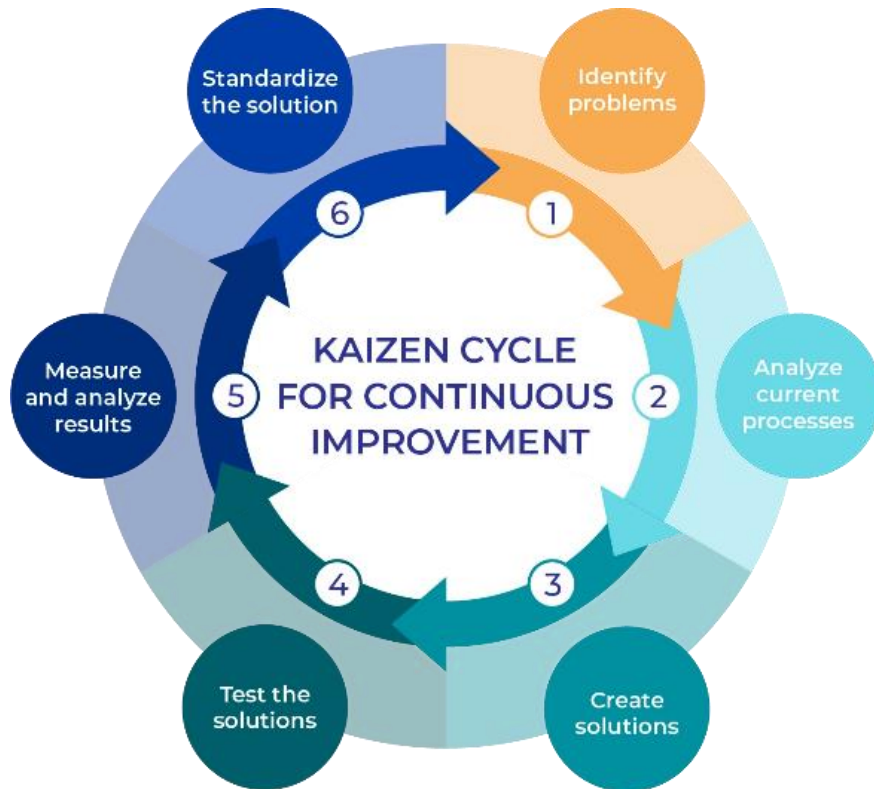 KAIZEN CYCLE
FOR CONTINUOUS
IMPROVEMENT
1
Identify
problems
2
Analyze
current
processes
3
Create
solutions
4
Test the
solutions
5
Measure
and analyze
results
6
Standardize
the solution